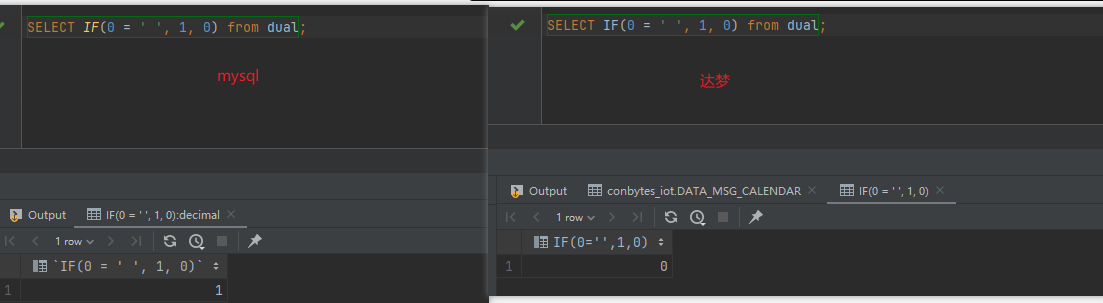 SELECT IF(0 = ' ', 1, 0) from dual;
mysql
Output
IF(0 = ' ', 1, 0):decimal
1 row
`IF(0 = ' ', 1, 0)`
1
1
SELECT IF(0 = ' ', 1, 0) from dual;
达梦
Output
conbytes_iot.DATA_MSG_CALENDAR
IF(0 = ' ', 1, 0)
1 row
IF(0='',1,0)
1
0